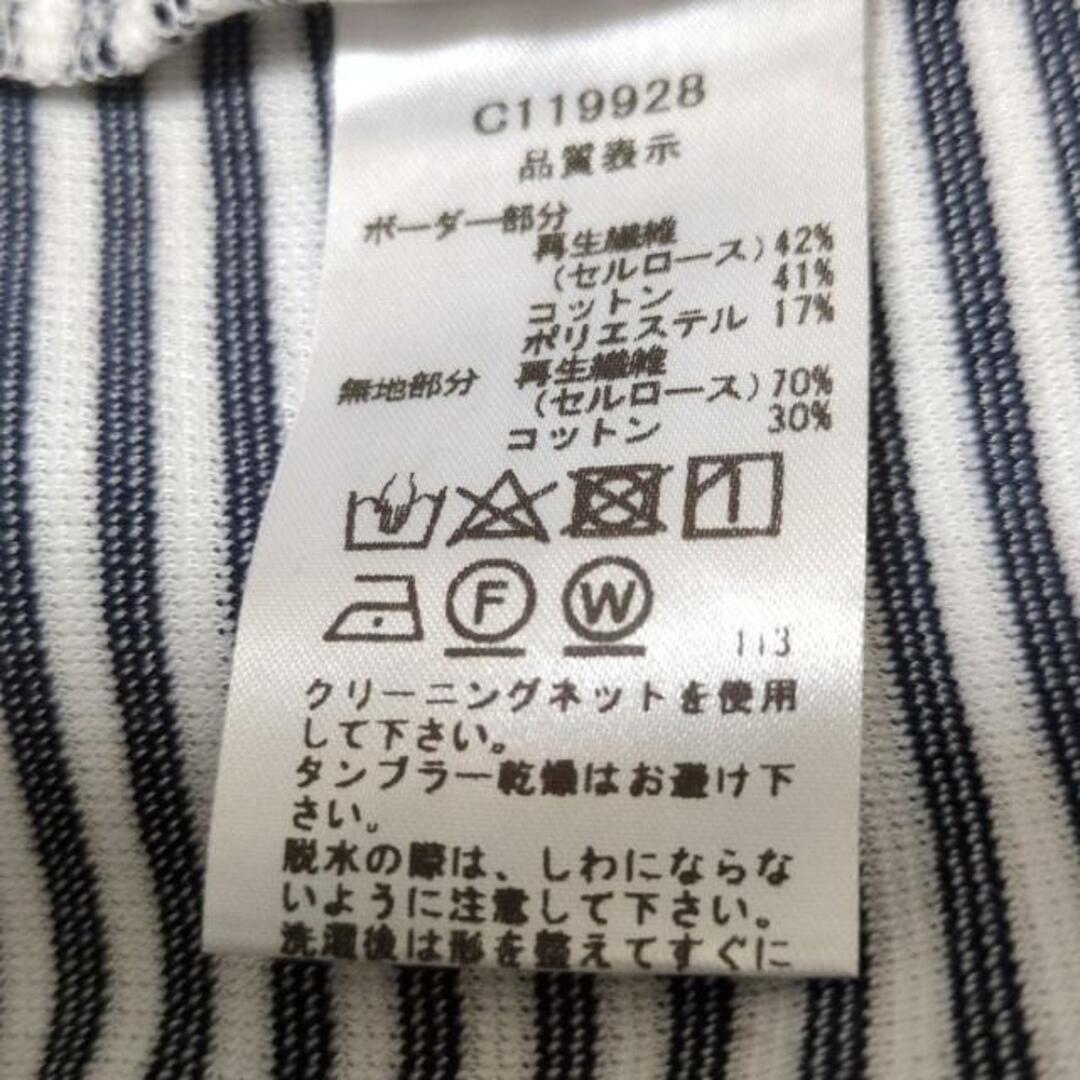 C119928
品質表示
ボーダー部分
再生繊維
(セルロース) 42%
コットン 41%
ポリエステル 17%
無地部分 再生繊維
(セルロース) 70%
コットン 30%
F W 113
クリーニングネットを使用
して下さい。
タンブラー乾燥はお避け下
さい。
脱水の際は、しわにならな
いように注意して下さい。
洗濯後は形を整えてすぐに